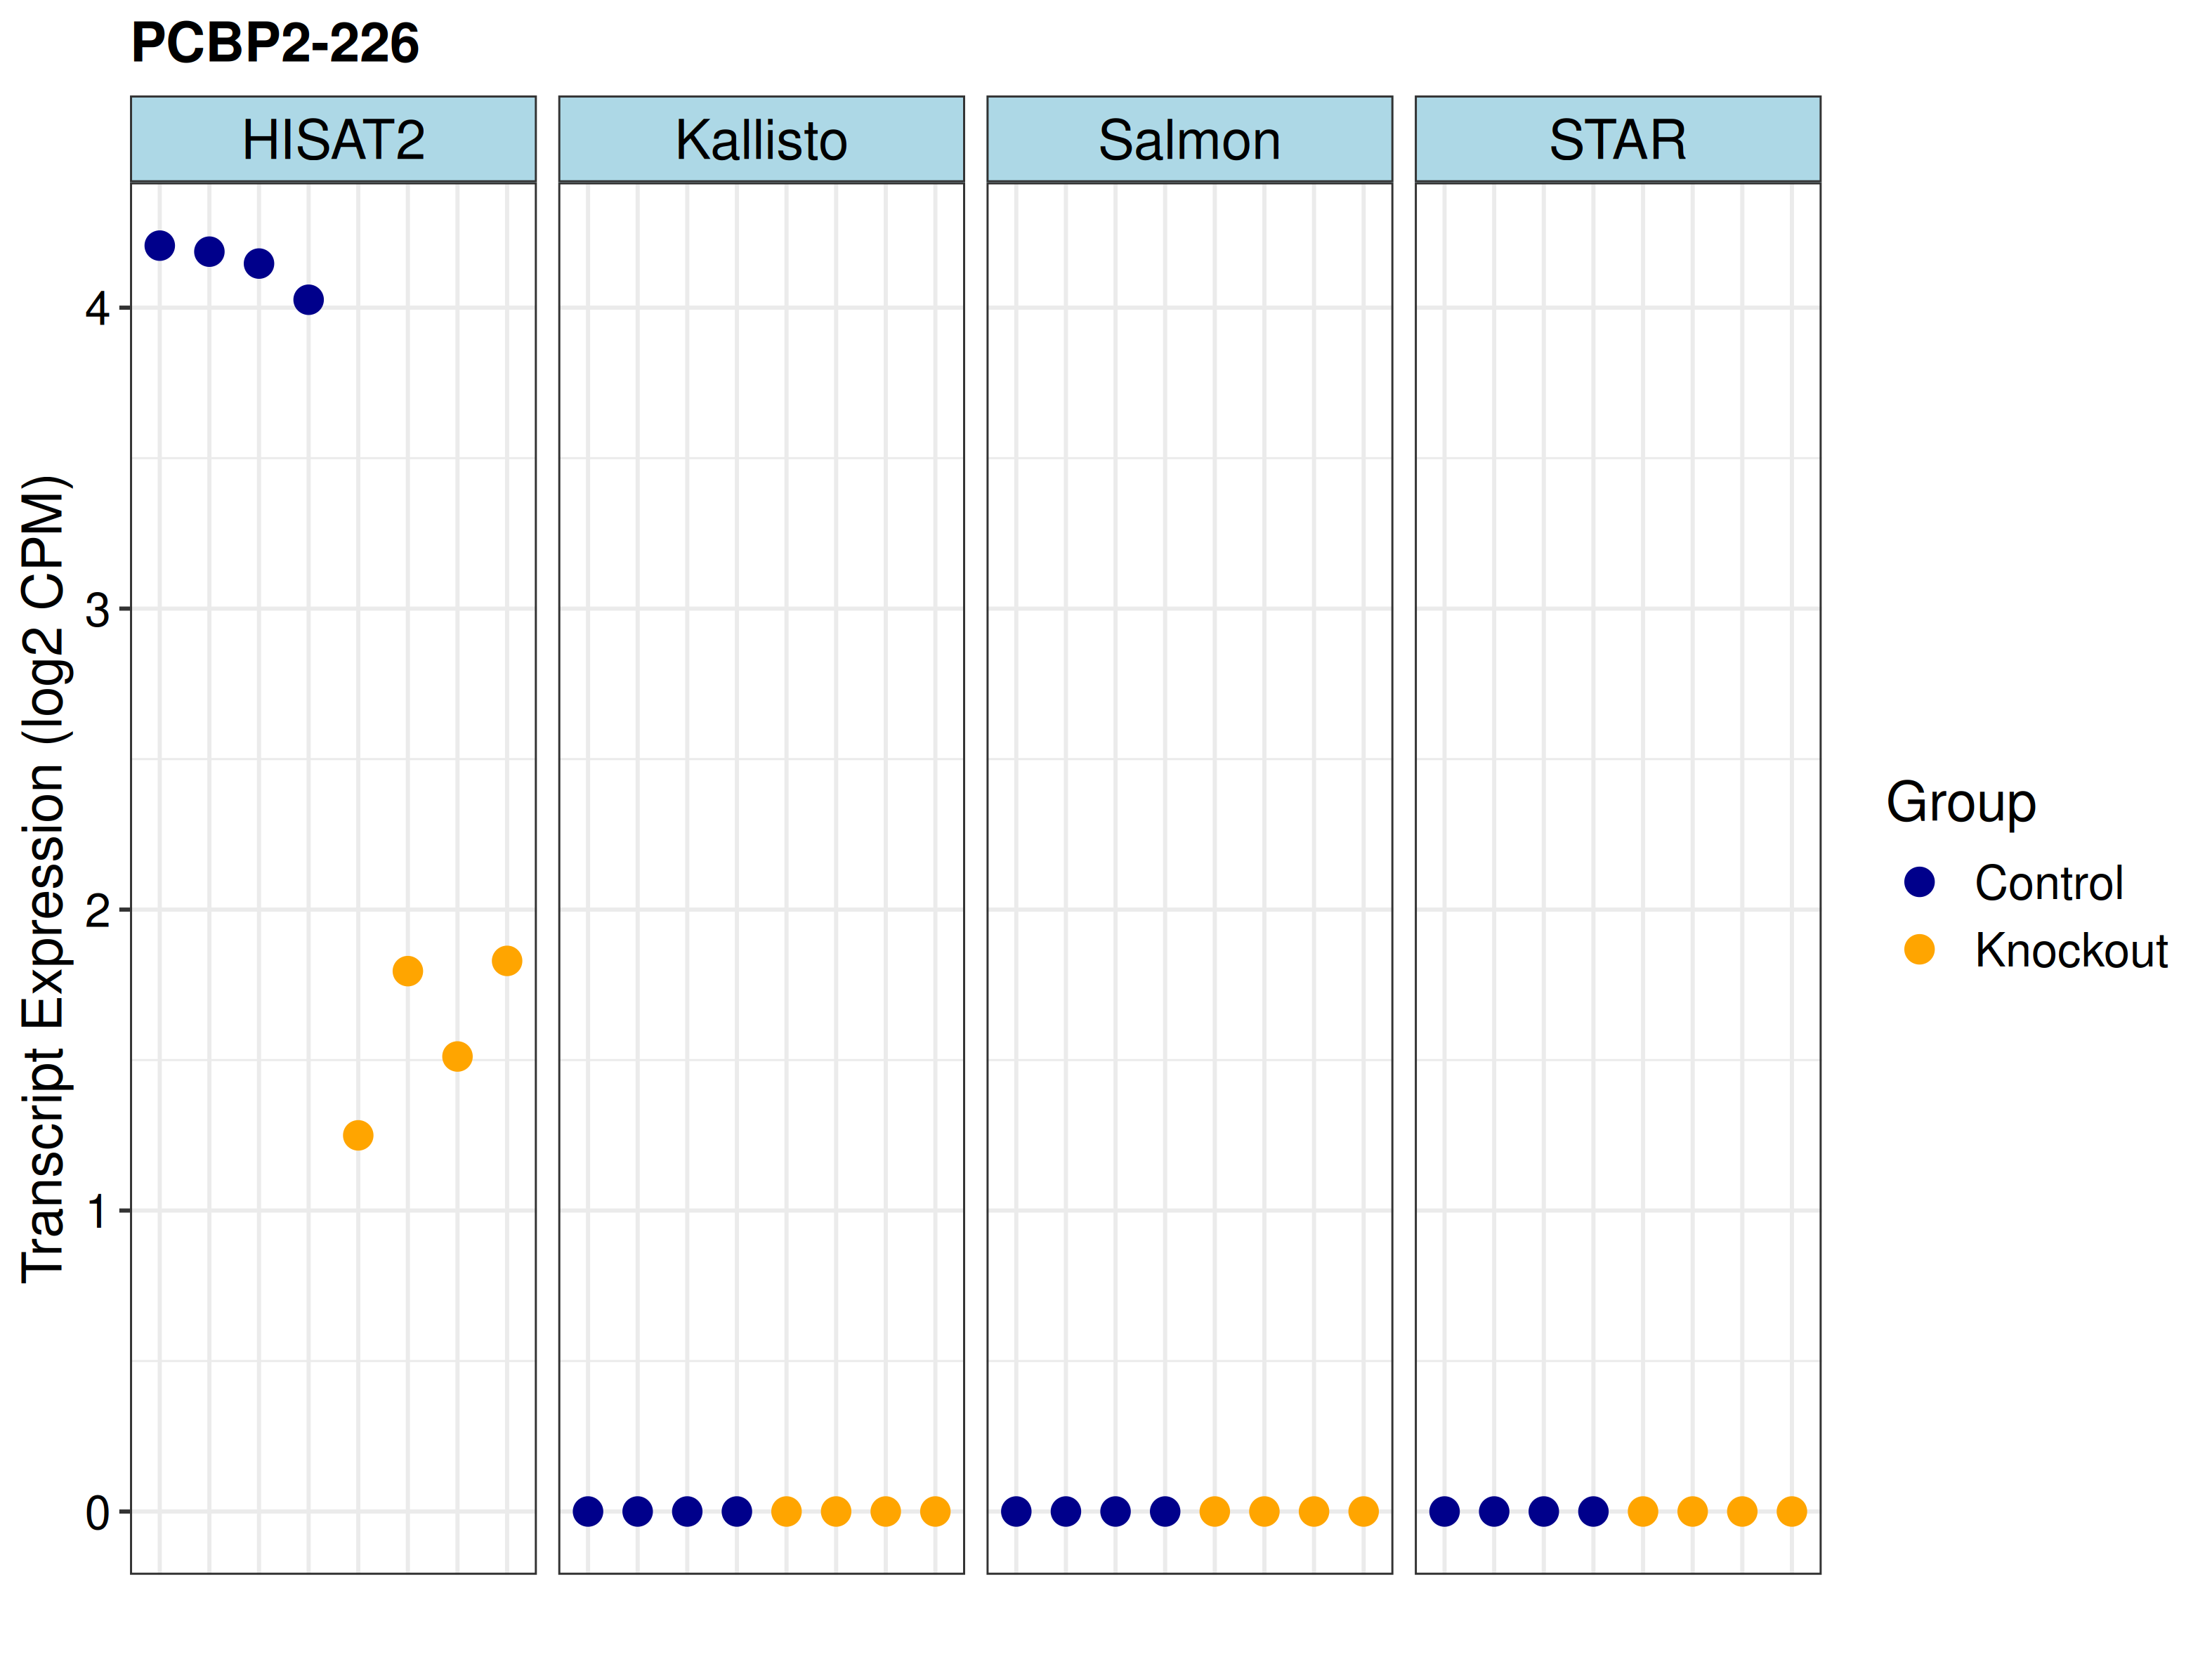 PCBP2-226
HISAT2 Kallisto Salmon STAR
Transcript Expression (log2 CPM)
4
3
2
1
0
Group
Control
Knockout